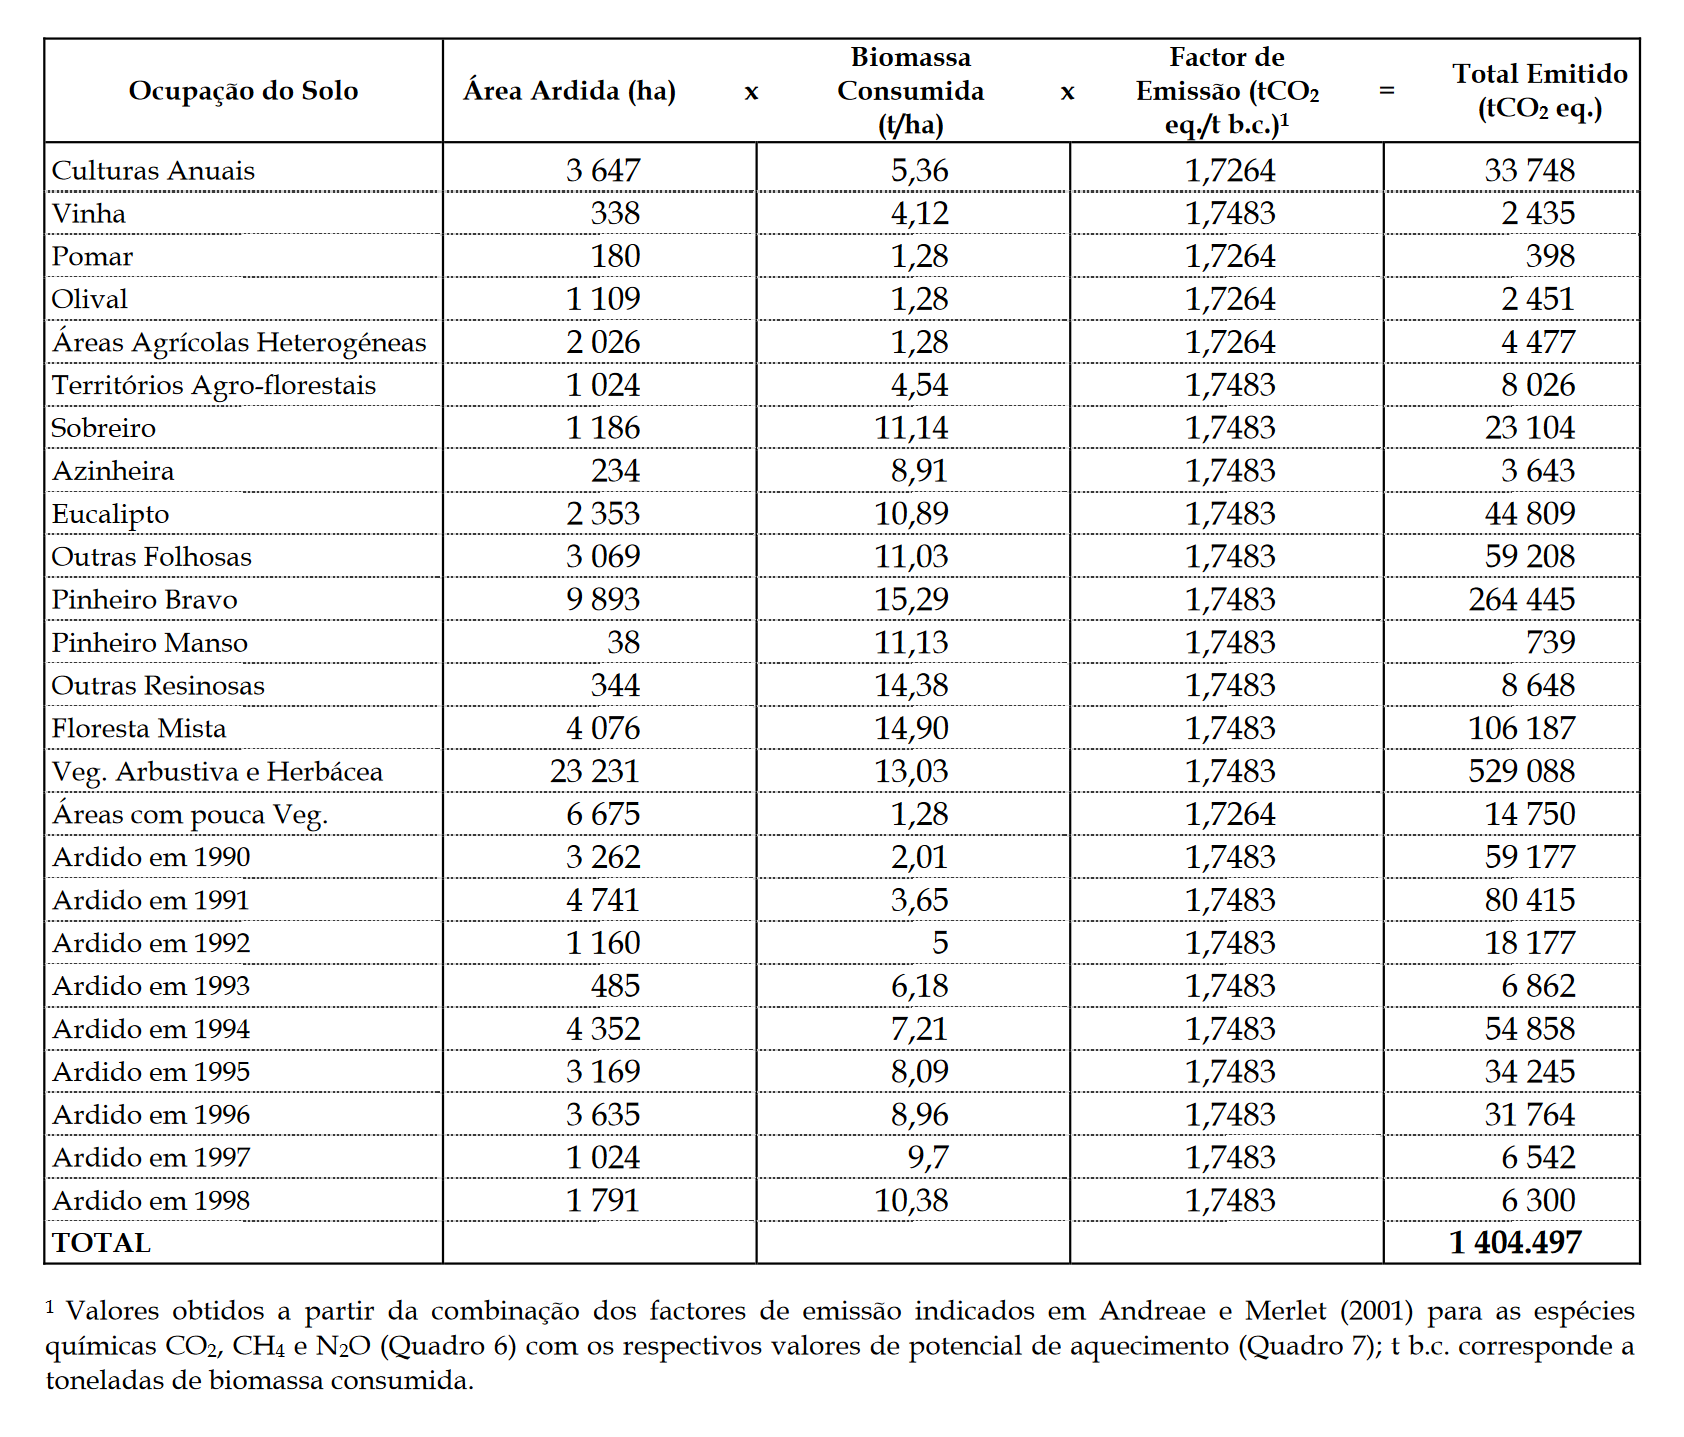 Ocupação do Solo Área Ardida (ha) x Biomassa Consumida (t/ha) x Factor de Emissão (tCO₂ eq./t b.c.)¹ = Total Emitido (tCO₂ eq.)
Culturas Anuais 3 647 5,36 1,7264 33 748
Vinha 338 4,12 1,7483 2 435
Pomar 180 1,28 1,7264 398
Olival 1 109 1,28 1,7264 2 451
Áreas Agrícolas Heterogéneas 2 026 1,28 1,7264 4 477
Territórios Agro-florestais 1 024 4,54 1,7483 8 026
Sobreiro 1 186 11,14 1,7483 23 104
Azinheira 234 8,91 1,7483 3 643
Eucalipto 2 353 10,89 1,7483 44 809
Outras Folhosas 3 069 11,03 1,7483 59 208
Pinheiro Bravo 9 893 15,29 1,7483 264 445
Pinheiro Manso 38 11,13 1,7483 739
Outras Resinosas 344 14,38 1,7483 8 648
Floresta Mista 4 076 14,90 1,7483 106 187
Veg. Arbustiva e Herbácea 23 231 13,03 1,7483 529 088
Áreas com pouca Veg. 6 675 1,28 1,7264 14 750
Ardido em 1990 3 262 2,01 1,7483 59 177
Ardido em 1991 4 741 3,65 1,7483 80 415
Ardido em 1992 1 160 5 1,7483 18 177
Ardido em 1993 485 6,18 1,7483 6 862
Ardido em 1994 4 352 7,21 1,7483 54 858
Ardido em 1995 3 169 8,09 1,7483 34 245
Ardido em 1996 3 635 8,96 1,7483 31 764
Ardido em 1997 1 024 9,7 1,7483 6 542
Ardido em 1998 1 791 10,38 1,7483 6 300
TOTAL 1 404.497
¹ Valores obtidos a partir da combinação dos factores de emissão indicados em Andreae e Merlet (2001) para as espécies
químicas CO₂, CH₄ e N₂O (Quadro 6) com os respectivos valores de potencial de aquecimento (Quadro 7); t b.c. corresponde a
toneladas de biomassa consumida.